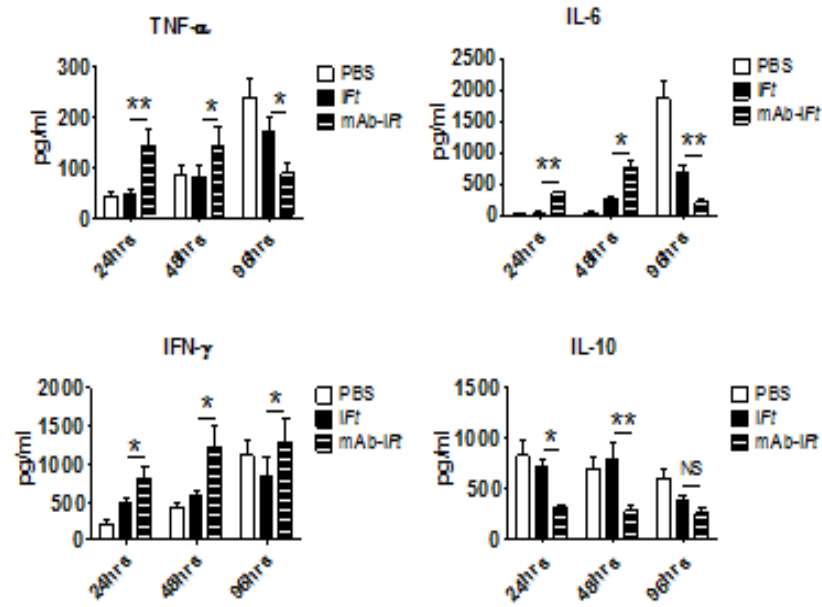 TNF-α
300
200
100
0
pg/ml
** * *
24hrs 48hrs 96hrs
PBS
iFt
mAb-iFt
IL-6
2500
2000
1500
1000
500
0
pg/ml
** * **
24hrs 48hrs 96hrs
PBS
iFt
mAb-iFt
IFN-γ
2000
1500
1000
500
0
pg/ml
* * *
24hrs 48hrs 96hrs
PBS
iFt
mAb-iFt
IL-10
1500
1000
500
0
pg/ml
* ** NS
24hrs 48hrs 96hrs
PBS
iFt
mAb-iFt